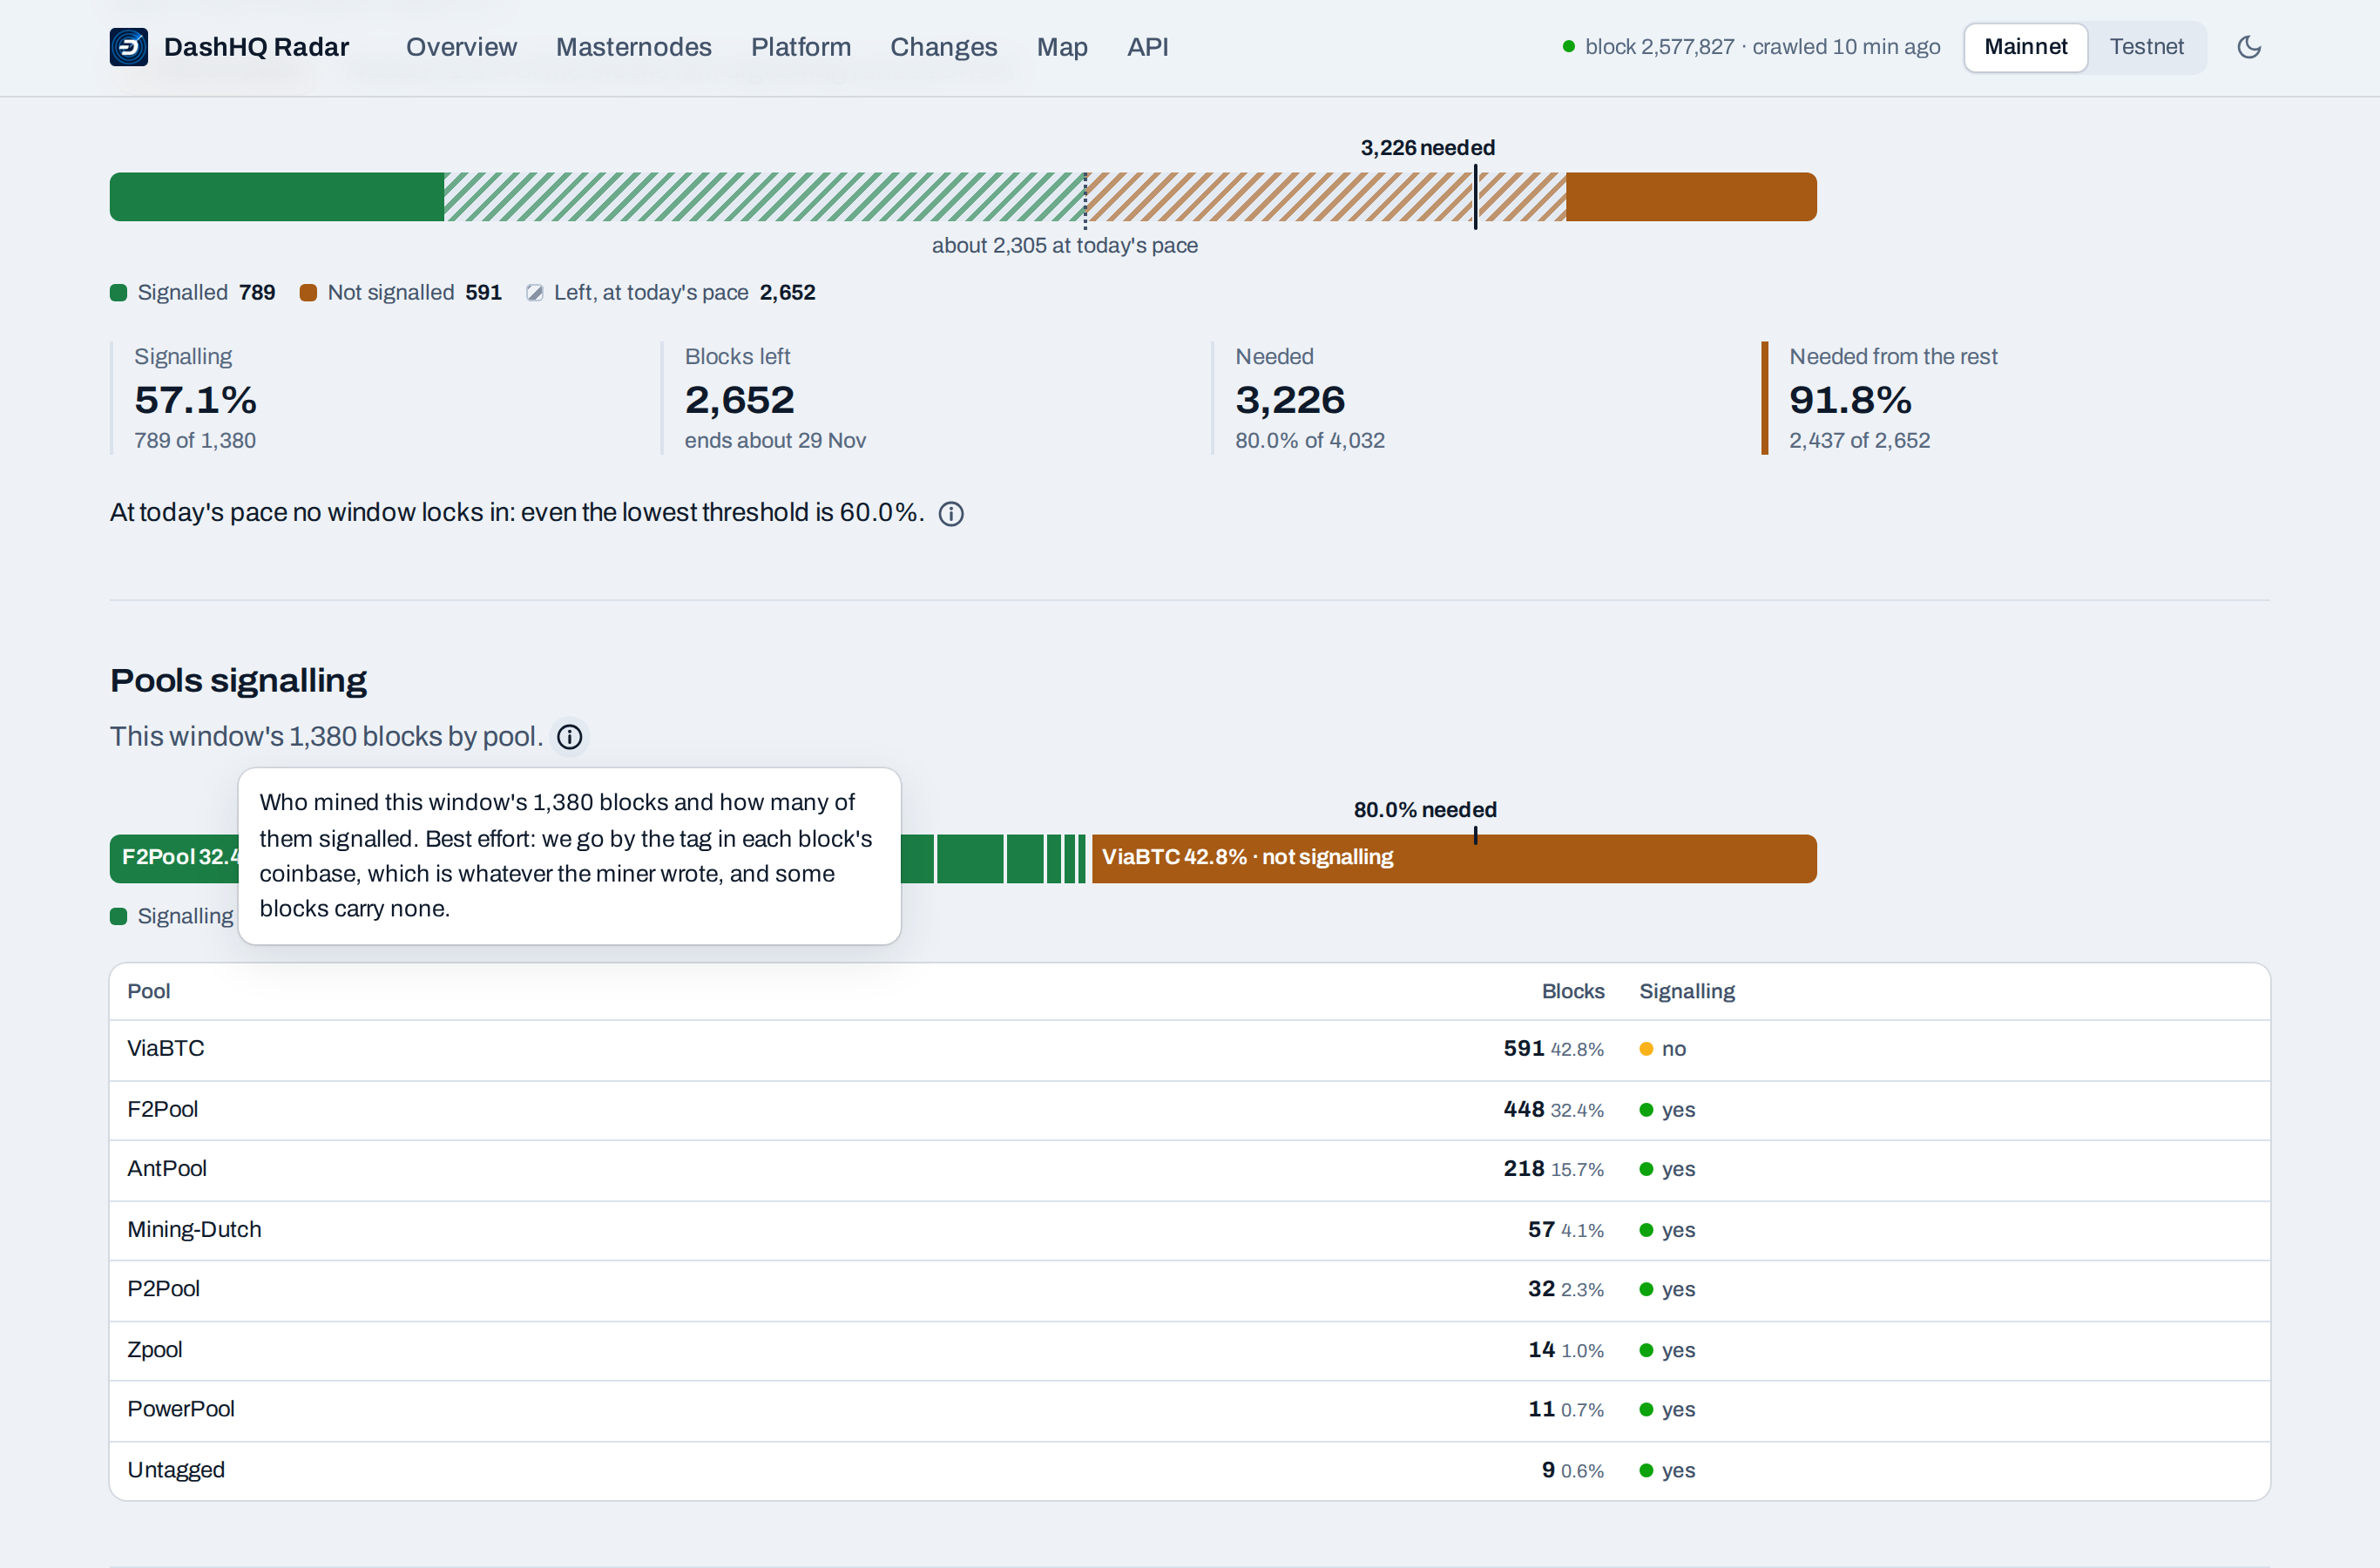 DashHQ Radar Overview Masternodes Platform Changes Map API block 2,577,827 · crawled 10 min ago Mainnet Testnet
3,226 needed
about 2,305 at today's pace
Signalled 789 Not signalled 591 Left, at today's pace 2,652
Signalling Blocks left Needed Needed from the rest
57.1% 2,652 3,226 91.8%
789 of 1,380 ends about 29 Nov 80.0% of 4,032 2,437 of 2,652
At today's pace no window locks in: even the lowest threshold is 60.0%.
Pools signalling
This window's 1,380 blocks by pool.
Who mined this window's 1,380 blocks and how many of
them signalled. Best effort: we go by the tag in each block's
coinbase, which is whatever the miner wrote, and some
blocks carry none.
80.0% needed
F2Pool 32.4 ViaBTC 42.8% · not signalling
Signalling
Pool Blocks Signalling
ViaBTC 591 42.8% no
F2Pool 448 32.4% yes
AntPool 218 15.7% yes
Mining-Dutch 57 4.1% yes
P2Pool 32 2.3% yes
Zpool 14 1.0% yes
PowerPool 11 0.7% yes
Untagged 9 0.6% yes